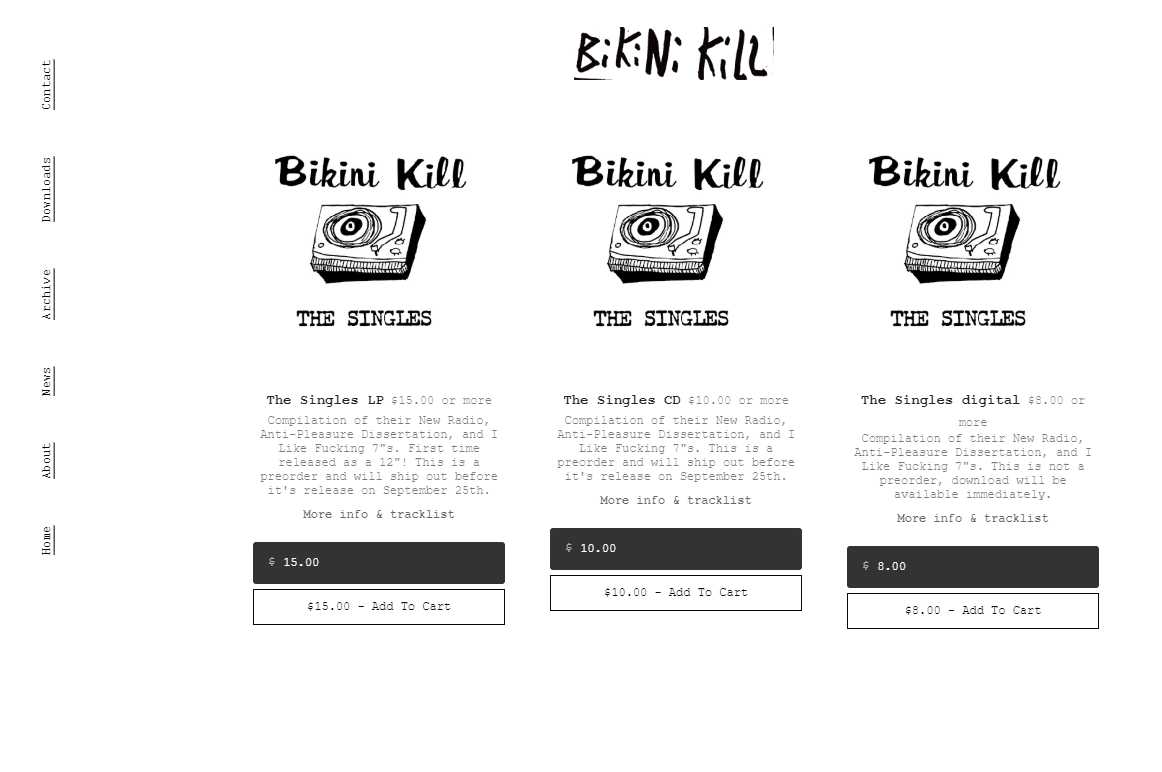 BiKiNi KiLL
Contact
Downloads
Archive
News
About
Home
Bikini Kill
THE SINGLES
The Singles LP $15.00 or more
Compilation of their New Radio,
Anti-Pleasure Dissertation, and I
Like Fucking 7"s. First time
released as a 12"! This is a
preorder and will ship out before
it's release on September 25th.
More info & tracklist
$ 15.00
$15.00 - Add To Cart
Bikini Kill
THE SINGLES
The Singles CD $10.00 or more
Compilation of their New Radio,
Anti-Pleasure Dissertation, and I
Like Fucking 7"s. This is a
preorder and will ship out before
it's release on September 25th.
More info & tracklist
$ 10.00
$10.00 - Add To Cart
Bikini Kill
THE SINGLES
The Singles digital $8.00 or
more
Compilation of their New Radio,
Anti-Pleasure Dissertation, and I
Like Fucking 7"s. This is not a
preorder, download will be
available immediately.
More info & tracklist
$ 8.00
$8.00 - Add To Cart